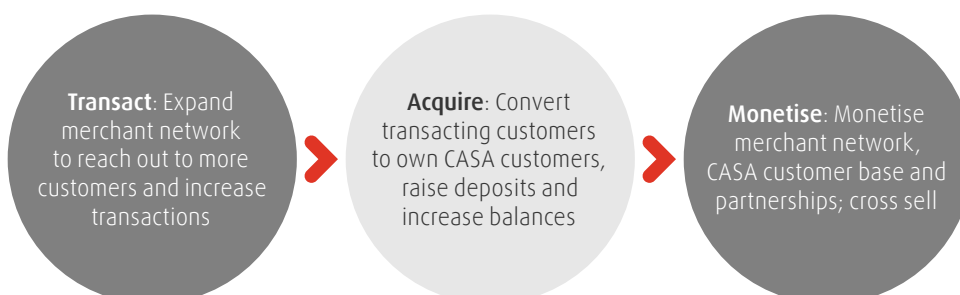 Transact: Expand
merchant network
to reach out to more
customers and increase
transactions
Acquire: Convert
transacting customers
to own CASA customers,
raise deposits and
increase balances
Monetise: Monetise
merchant network,
CASA customer base and
partnerships; cross sell